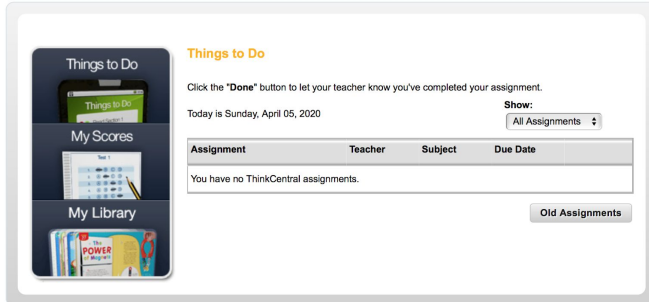 Things to Do
Things to Do
My Scores
Test 1
My Library
The
POWER
of Magnets
Things to Do
Click the "Done" button to let your teacher know you've completed your assignment.
Today is Sunday, April 05, 2020
Show:
All Assignments
Assignment Teacher Subject Due Date
You have no ThinkCentral assignments.
Old Assignments